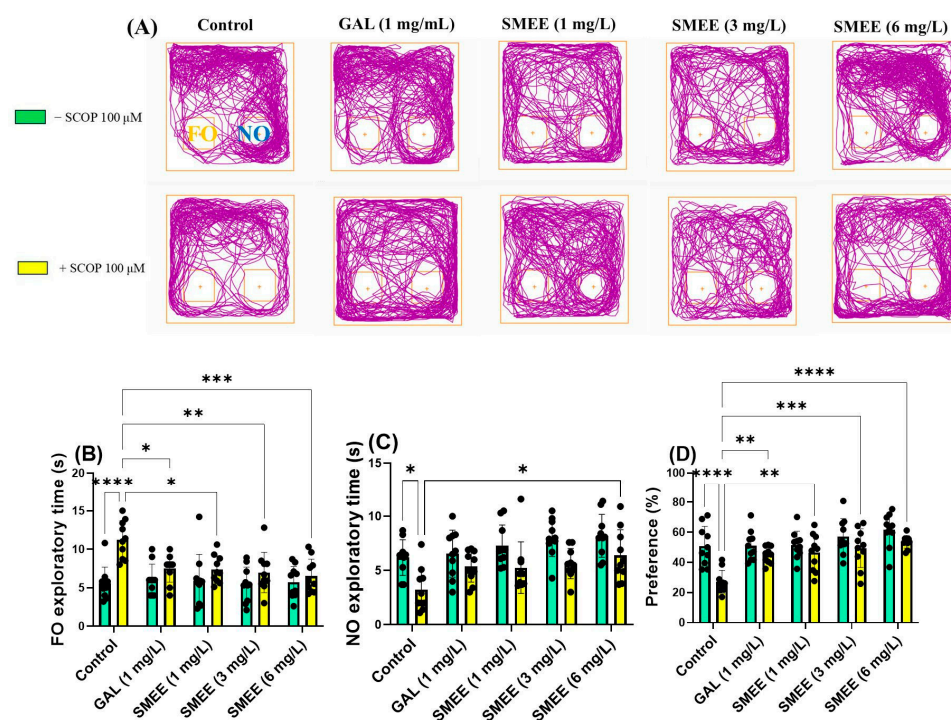 (A)
Control GAL (1 mg/mL) SMEE (1 mg/L) SMEE (3 mg/L) SMEE (6 mg/L)
− SCOP 100 µM
FO NO
+ SCOP 100 µM
(B)
FO exploratory time (s)
20
15
10
5
0
**** * * ** ***
Control
GAL (1 mg/L)
SMEE (1 mg/L)
SMEE (3 mg/L)
SMEE (6 mg/L)
(C)
NO exploratory time (s)
15
10
5
0
* *
Control
GAL (1 mg/L)
SMEE (1 mg/L)
SMEE (3 mg/L)
SMEE (6 mg/L)
(D)
Preference (%)
100
80
60
40
20
0
**** ** ** *** ****
Control
GAL (1 mg/L)
SMEE (1 mg/L)
SMEE (3 mg/L)
SMEE (6 mg/L)